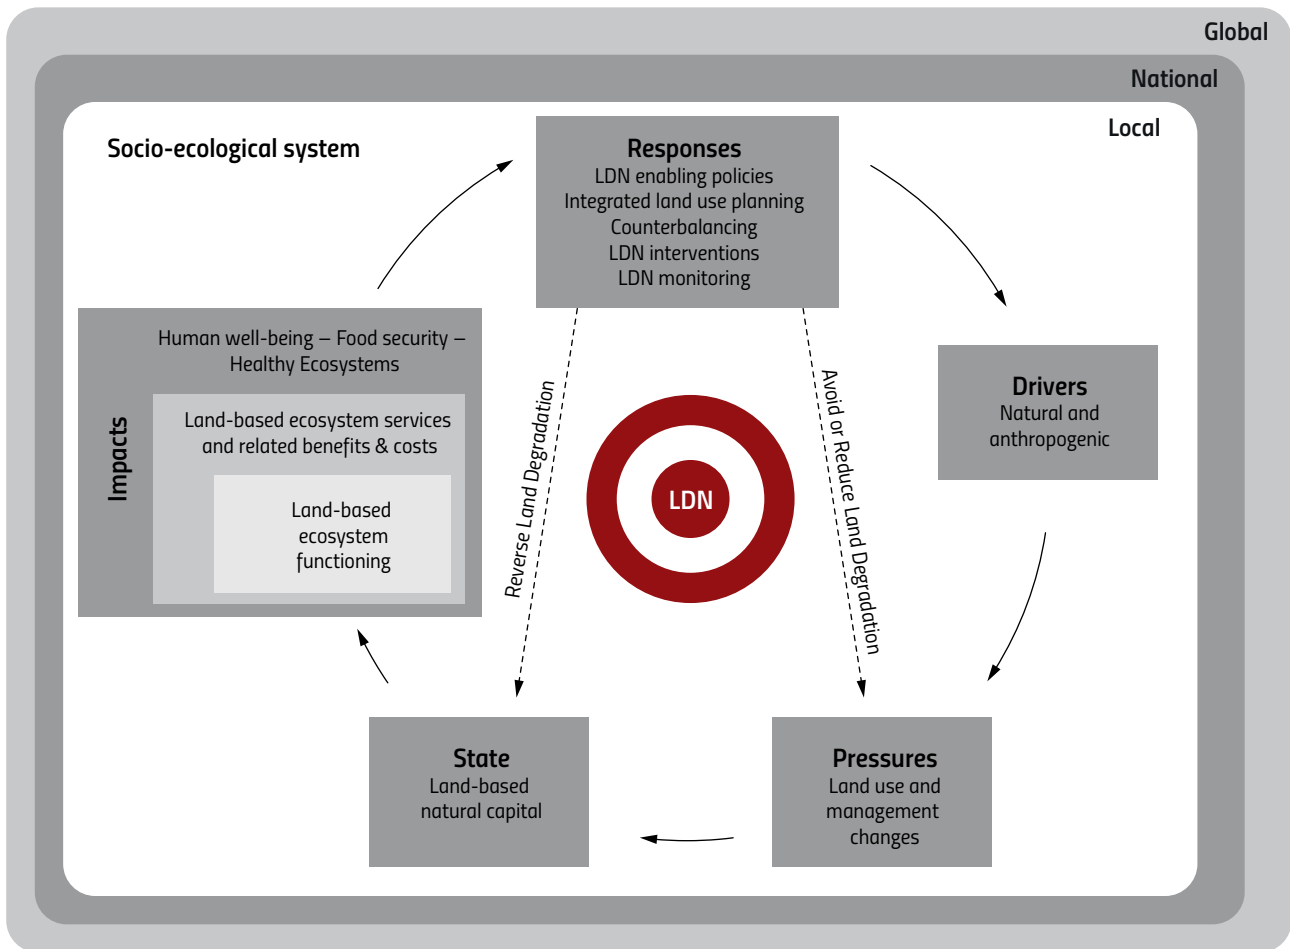 Global
National
Local
Socio-ecological system
Responses
LDN enabling policies
Integrated land use planning
Counterbalancing
LDN interventions
LDN monitoring
Impacts
Human well-being – Food security –
Healthy Ecosystems
Land-based ecosystem services
and related benefits & costs
Land-based
ecosystem
functioning
Reverse Land Degradation
LDN
Avoid or Reduce Land Degradation
Drivers
Natural and
anthropogenic
State
Land-based
natural capital
Pressures
Land use and
management
changes